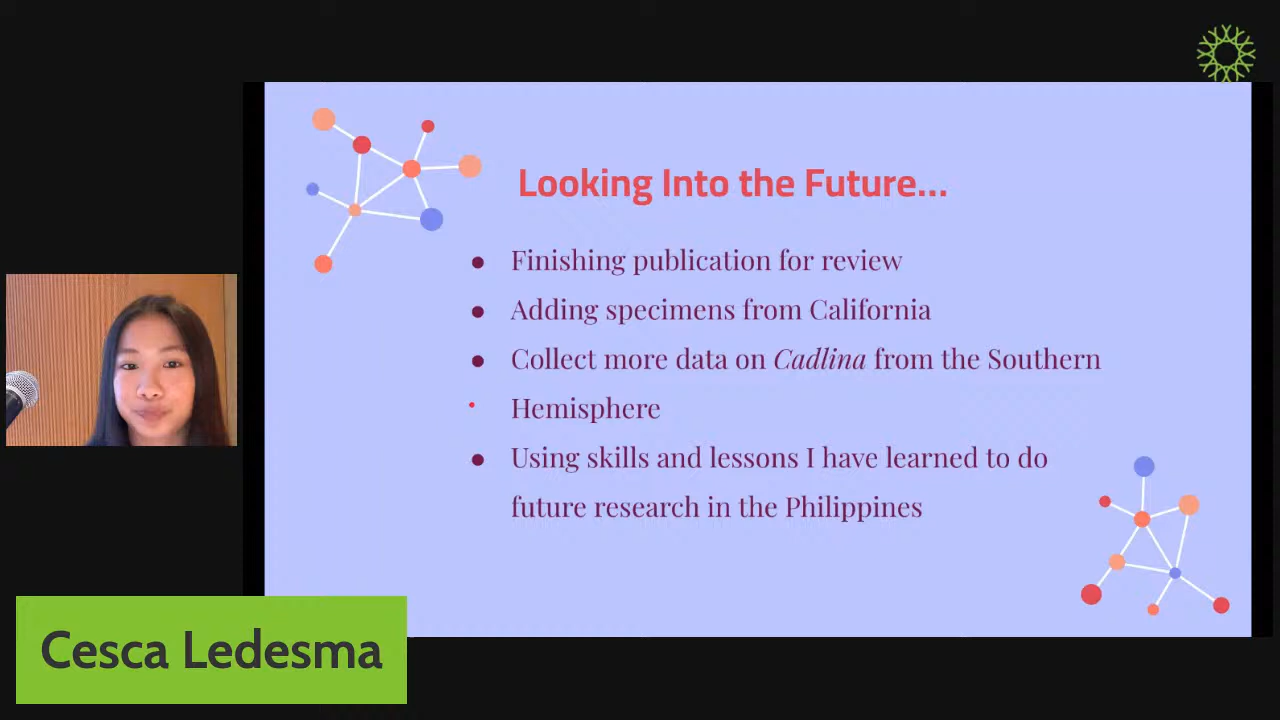 Looking Into the Future...
● Finishing publication for review
● Adding specimens from California
● Collect more data on Cadlina from the Southern
Hemisphere
● Using skills and lessons I have learned to do
future research in the Philippines
Cesca Ledesma